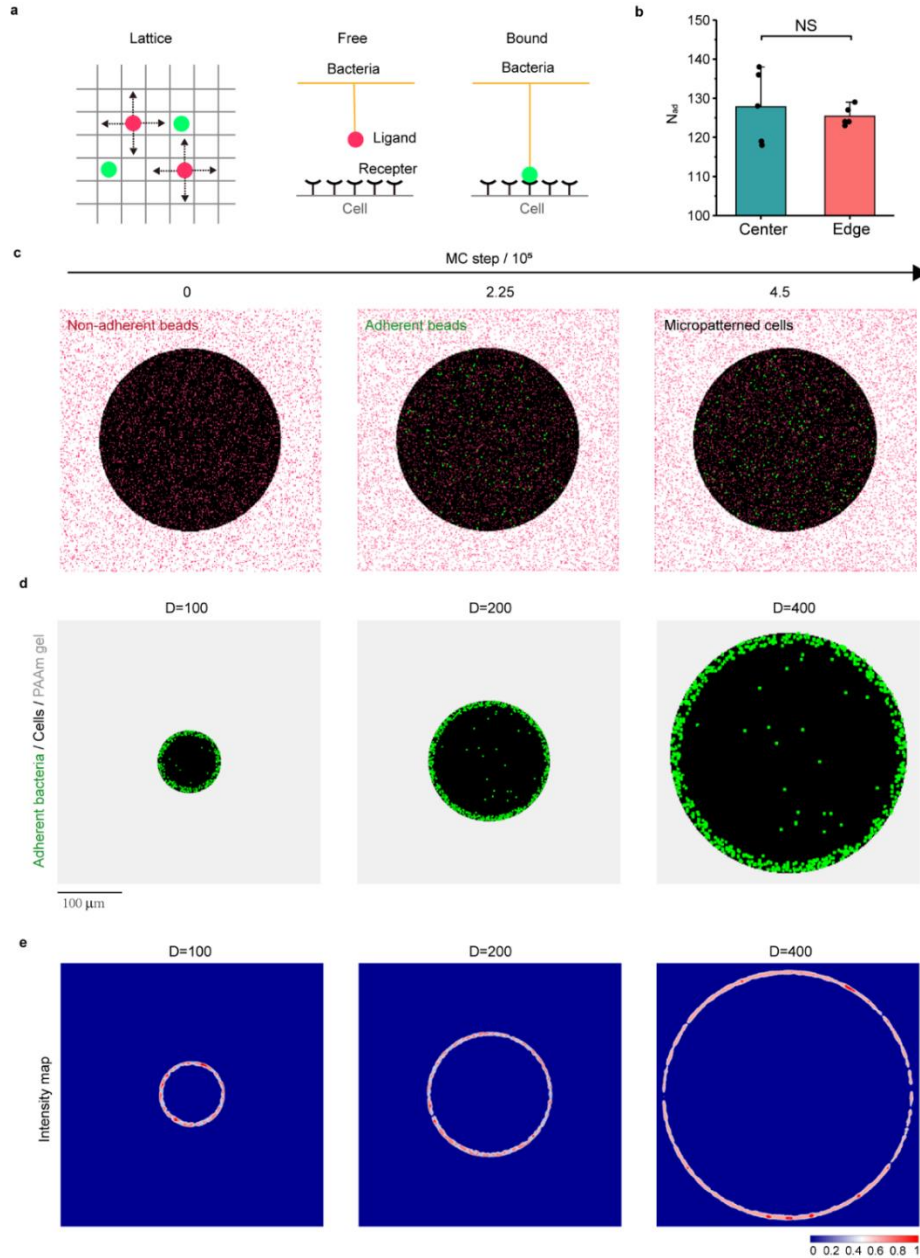 a
Lattice
Free
Bound
Bacteria
Bacteria
Ligand
Recepter
Cell
Cell
b
NS
150
140
130
120
110
100
N_ad
Center
Edge
c
MC step / 10⁵
0
2.25
4.5
Non-adherent beads
Adherent beads
Micropatterned cells
d
D=100
D=200
D=400
Adherent bacteria / Cells / PAAm gel
100 μm
e
D=100
D=200
D=400
Intensity map
0 0.2 0.4 0.6 0.8 1